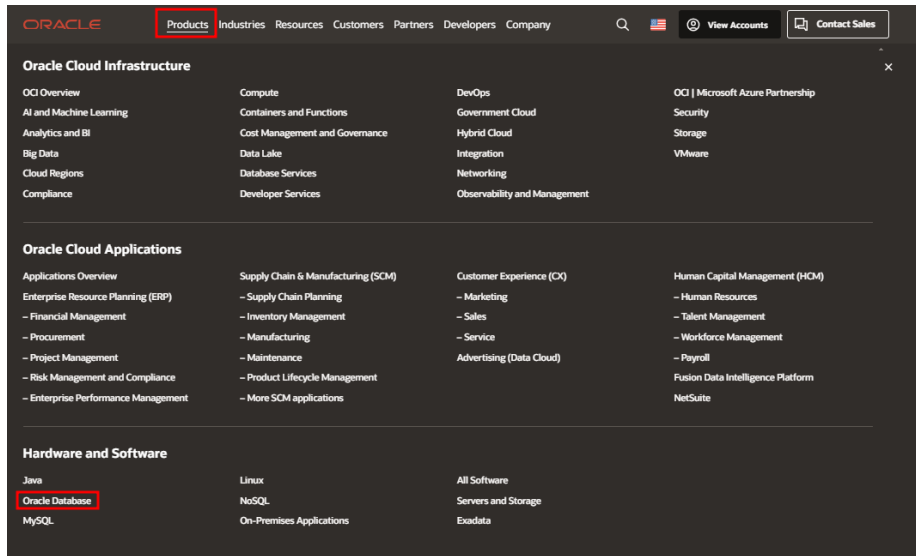 ORACLE Products Industries Resources Customers Partners Developers Company View Accounts Contact Sales
Oracle Cloud Infrastructure
OCI Overview Compute DevOps OCI | Microsoft Azure Partnership
AI and Machine Learning Containers and Functions Government Cloud Security
Analytics and BI Cost Management and Governance Hybrid Cloud Storage
Big Data Data Lake Integration VMware
Cloud Regions Database Services Networking
Compliance Developer Services Observability and Management
Oracle Cloud Applications
Applications Overview Supply Chain & Manufacturing (SCM) Customer Experience (CX) Human Capital Management (HCM)
Enterprise Resource Planning (ERP) – Supply Chain Planning – Marketing – Human Resources
– Financial Management – Inventory Management – Sales – Talent Management
– Procurement – Manufacturing – Service – Workforce Management
– Project Management – Maintenance Advertising (Data Cloud) – Payroll
– Risk Management and Compliance – Product Lifecycle Management Fusion Data Intelligence Platform
– Enterprise Performance Management – More SCM applications NetSuite
Hardware and Software
Java Linux All Software
Oracle Database NoSQL Servers and Storage
MySQL On-Premises Applications Exadata